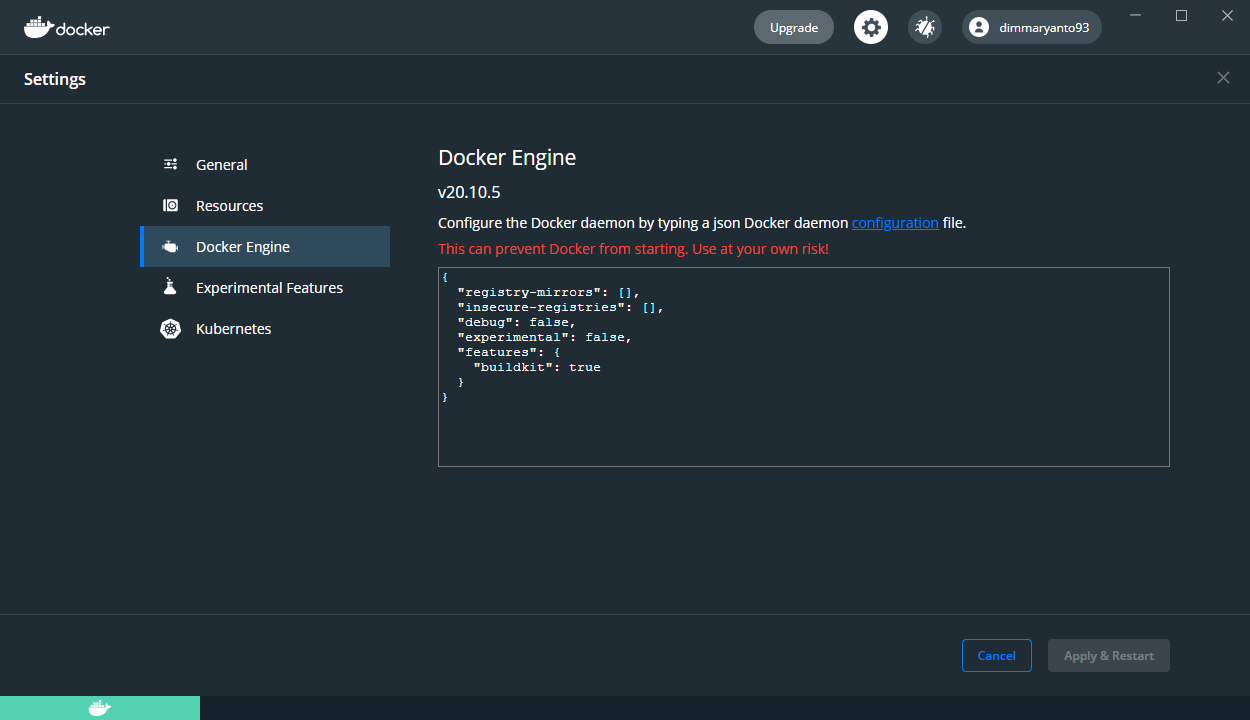 docker
Upgrade
dimmaryanto93
Settings
General
Resources
Docker Engine
Experimental Features
Kubernetes
Docker Engine
v20.10.5
Configure the Docker daemon by typing a json Docker daemon configuration file.
This can prevent Docker from starting. Use at your own risk!
{
  "registry-mirrors": [],
  "insecure-registries": [],
  "debug": false,
  "experimental": false,
  "features": {
    "buildkit": true
  }
}
Cancel
Apply & Restart